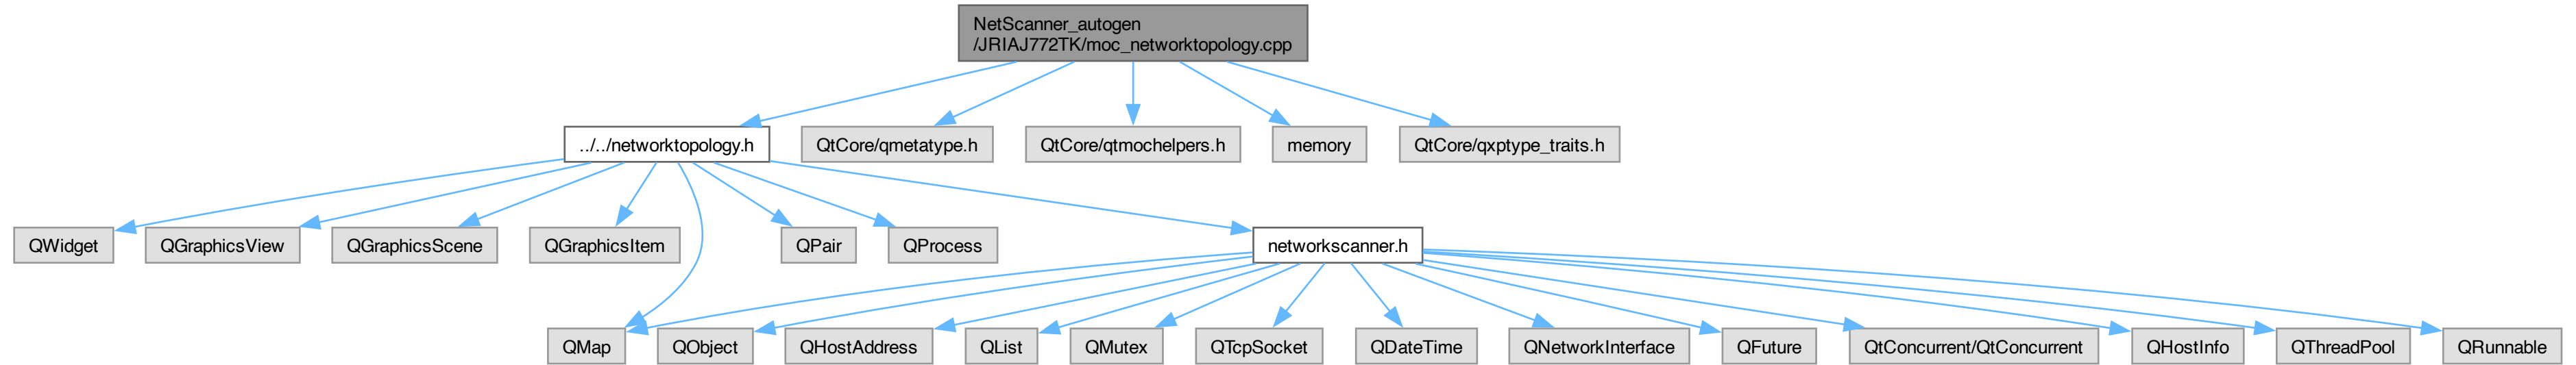 NetScanner_autogen
/JRIAJ772TK/moc_networktopology.cpp
../../networktopology.h
QtCore/qmetatype.h
QtCore/qtmochelpers.h
memory
QtCore/qxptype_traits.h
QWidget
QGraphicsView
QGraphicsScene
QGraphicsItem
QPair
QProcess
networkscanner.h
QMap
QObject
QHostAddress
QList
QMutex
QTcpSocket
QDateTime
QNetworkInterface
QFuture
QtConcurrent/QtConcurrent
QHostInfo
QThreadPool
QRunnable